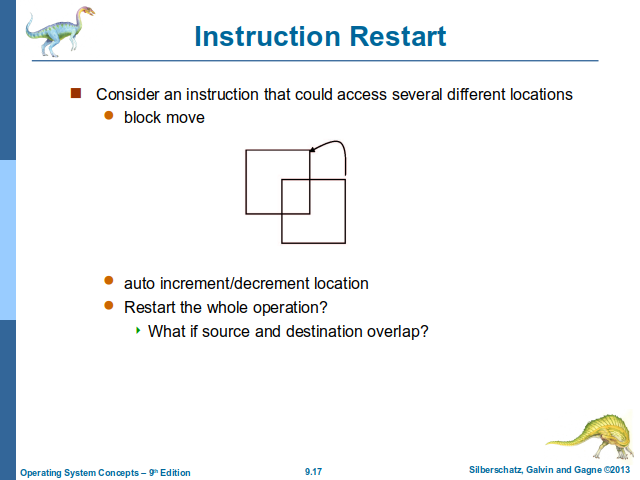 Instruction Restart
Consider an instruction that could access several different locations
block move
auto increment/decrement location
Restart the whole operation?
What if source and destination overlap?
Operating System Concepts – 9th Edition
9.17
Silberschatz, Galvin and Gagne ©2013